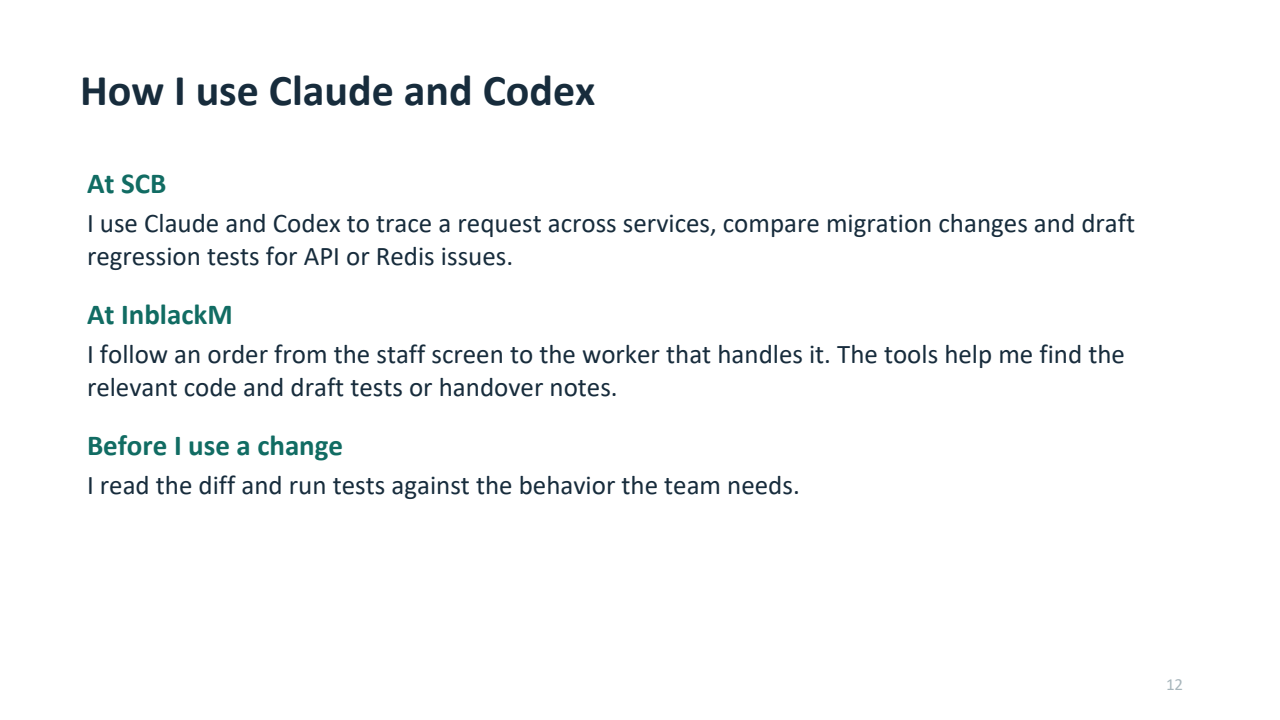 How I use Claude and Codex
At SCB
I use Claude and Codex to trace a request across services, compare migration changes and draft
regression tests for API or Redis issues.
At InblackM
I follow an order from the staff screen to the worker that handles it. The tools help me find the
relevant code and draft tests or handover notes.
Before I use a change
I read the diff and run tests against the behavior the team needs.
12